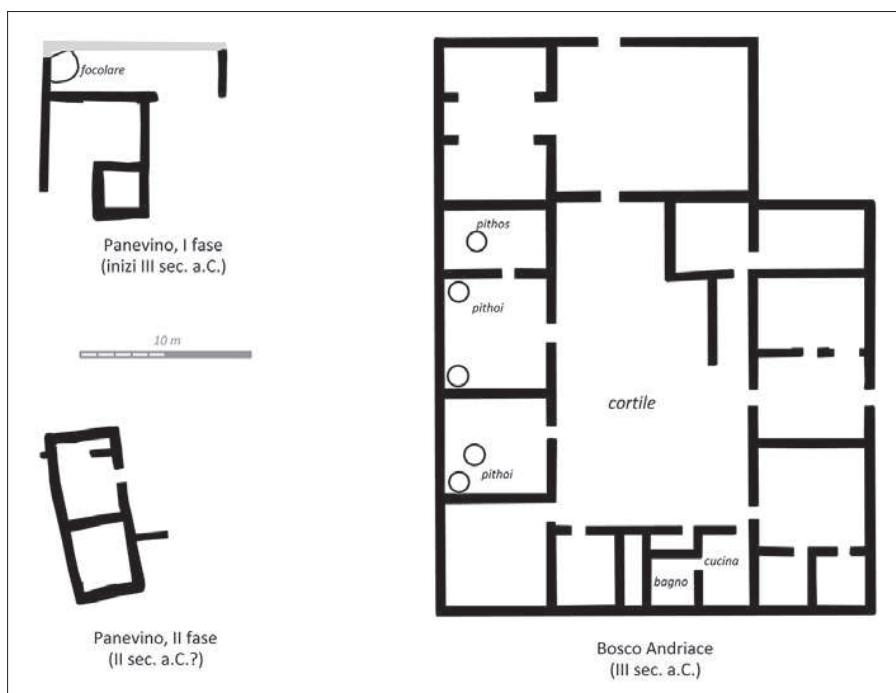 focolare
Panevino, I fase
(inizi III sec. a.C.)
10 m
Panevino, II fase
(II sec. a.C.?)
pithos
pithoi
cortile
pithoi
cucina
bagno
Bosco Andriace
(III sec. a.C.)